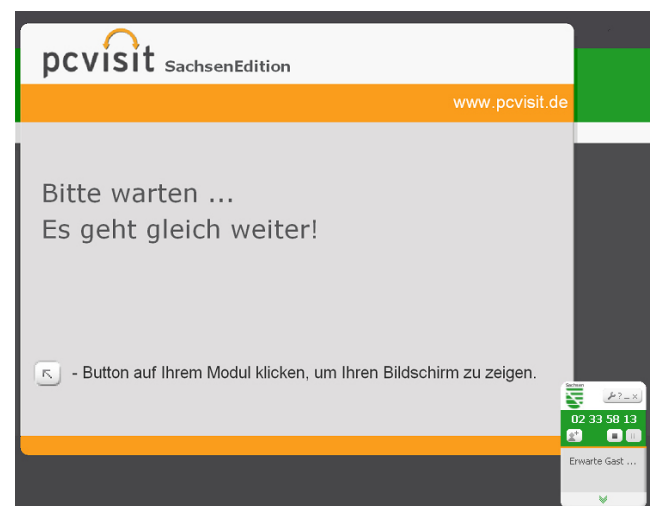 pcvisit SachsenEdition
www.pcvisit.de
Bitte warten ...
Es geht gleich weiter!
- Button auf Ihrem Modul klicken, um Ihren Bildschirm zu zeigen.
Sachsen
02 33 58 13
Erwarte Gast ...